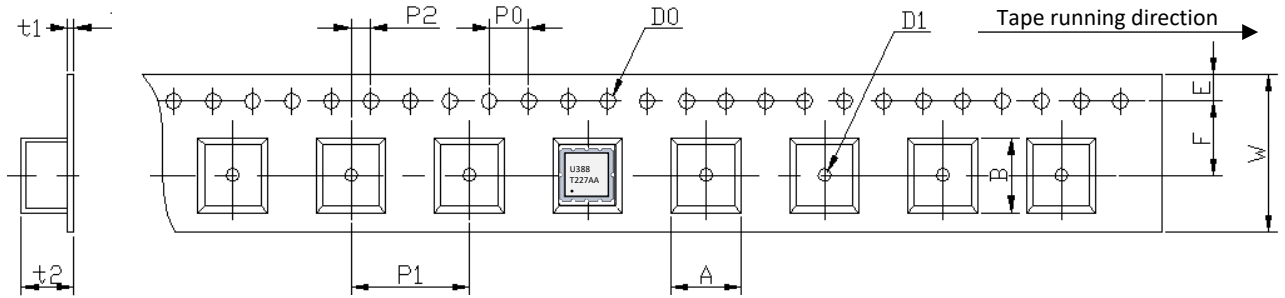 t1
P2
P0
D0
D1
Tape running direction
E
F
W
B
U388
T227AA
t2
P1
A